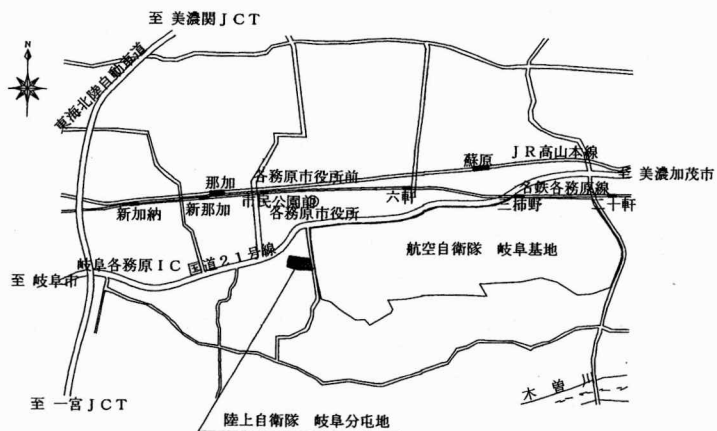 至 美濃関ＪＣＴ
N
東海北陸自動車道
蘇原
ＪＲ高山本線
那加
各務原市役所前
至 美濃加茂市
名鉄各務原線
新加納
新那加
市民公園前
各務原市役所
六軒
三柿野
二十軒
岐阜各務原ＩＣ
国道２１号線
航空自衛隊 岐阜基地
至 岐阜市
木曽川
至 一宮ＪＣＴ
陸上自衛隊 岐阜分屯地